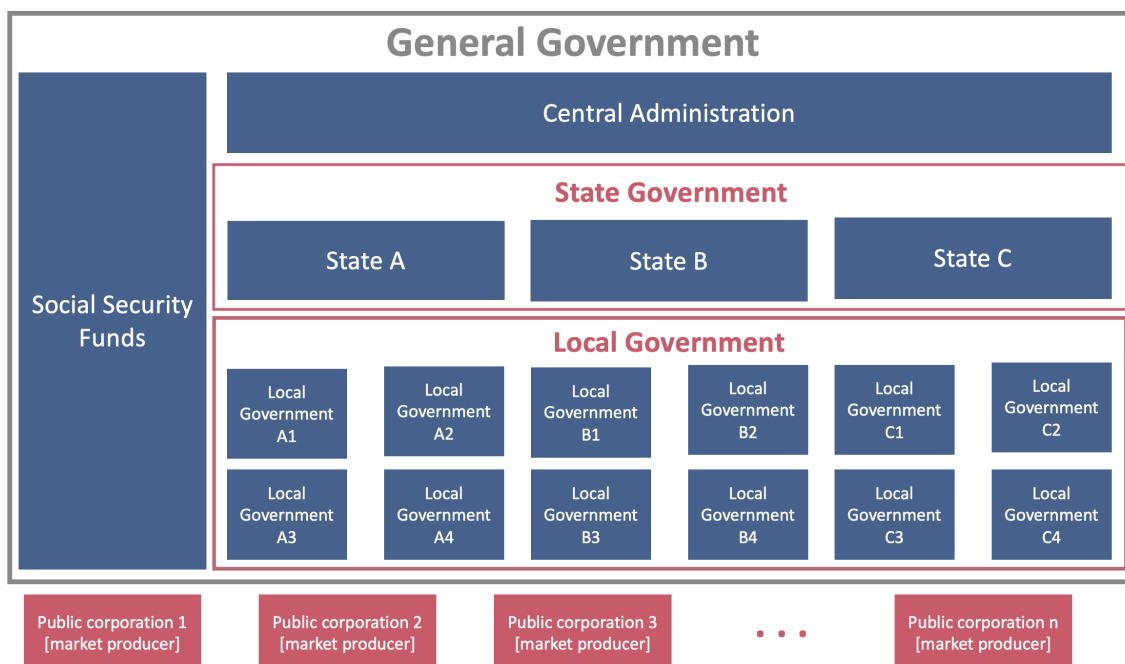 General Government
Social Security
Funds
Central Administration
State Government
State A
State B
State C
Local Government
Local
Government
A1
Local
Government
A2
Local
Government
B1
Local
Government
B2
Local
Government
C1
Local
Government
C2
Local
Government
A3
Local
Government
A4
Local
Government
B3
Local
Government
B4
Local
Government
C3
Local
Government
C4
Public corporation 1
[market producer]
Public corporation 2
[market producer]
Public corporation 3
[market producer]
. . .
Public corporation n
[market producer]